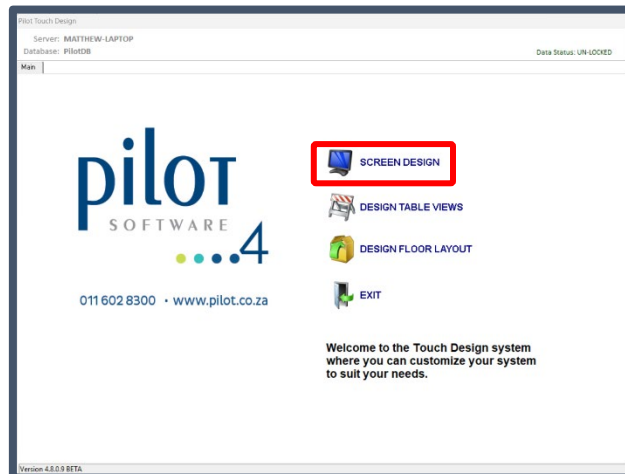 Pilot Touch Design
Server: MATTHEW-LAPTOP
Database: PilotDB
Data Status: UN-LOCKED
Main
pilot
SOFTWARE
4
011 602 8300 • www.pilot.co.za
SCREEN DESIGN
DESIGN TABLE VIEWS
DESIGN FLOOR LAYOUT
EXIT
Welcome to the Touch Design system
where you can customize your system
to suit your needs.
Version 4.8.0.9 BETA